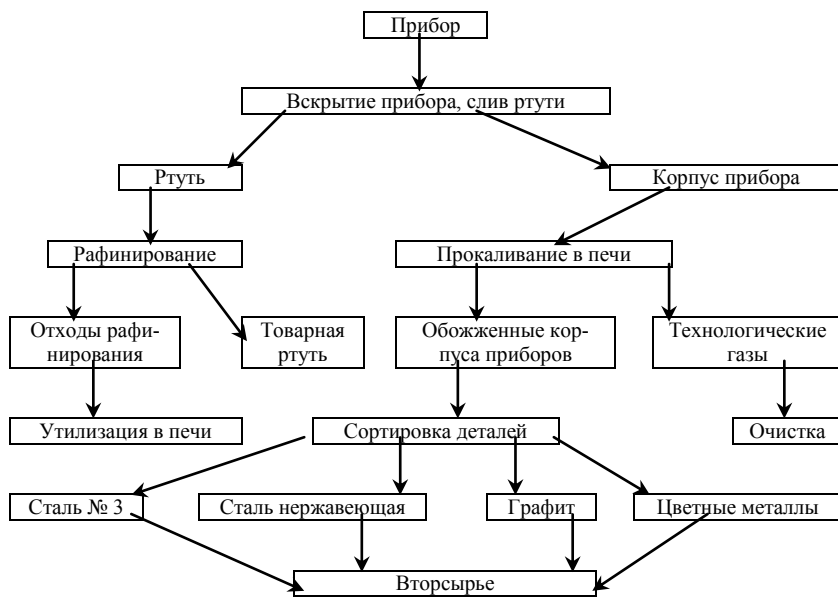 Прибор
Вскрытие прибора, слив ртути
Ртуть
Корпус прибора
Рафинирование
Прокаливание в печи
Отходы рафи-
нирования
Товарная
ртуть
Обожженные кор-
пуса приборов
Технологические
газы
Утилизация в печи
Сортировка деталей
Очистка
Сталь № 3
Сталь нержавеющая
Графит
Цветные металлы
Вторсырье